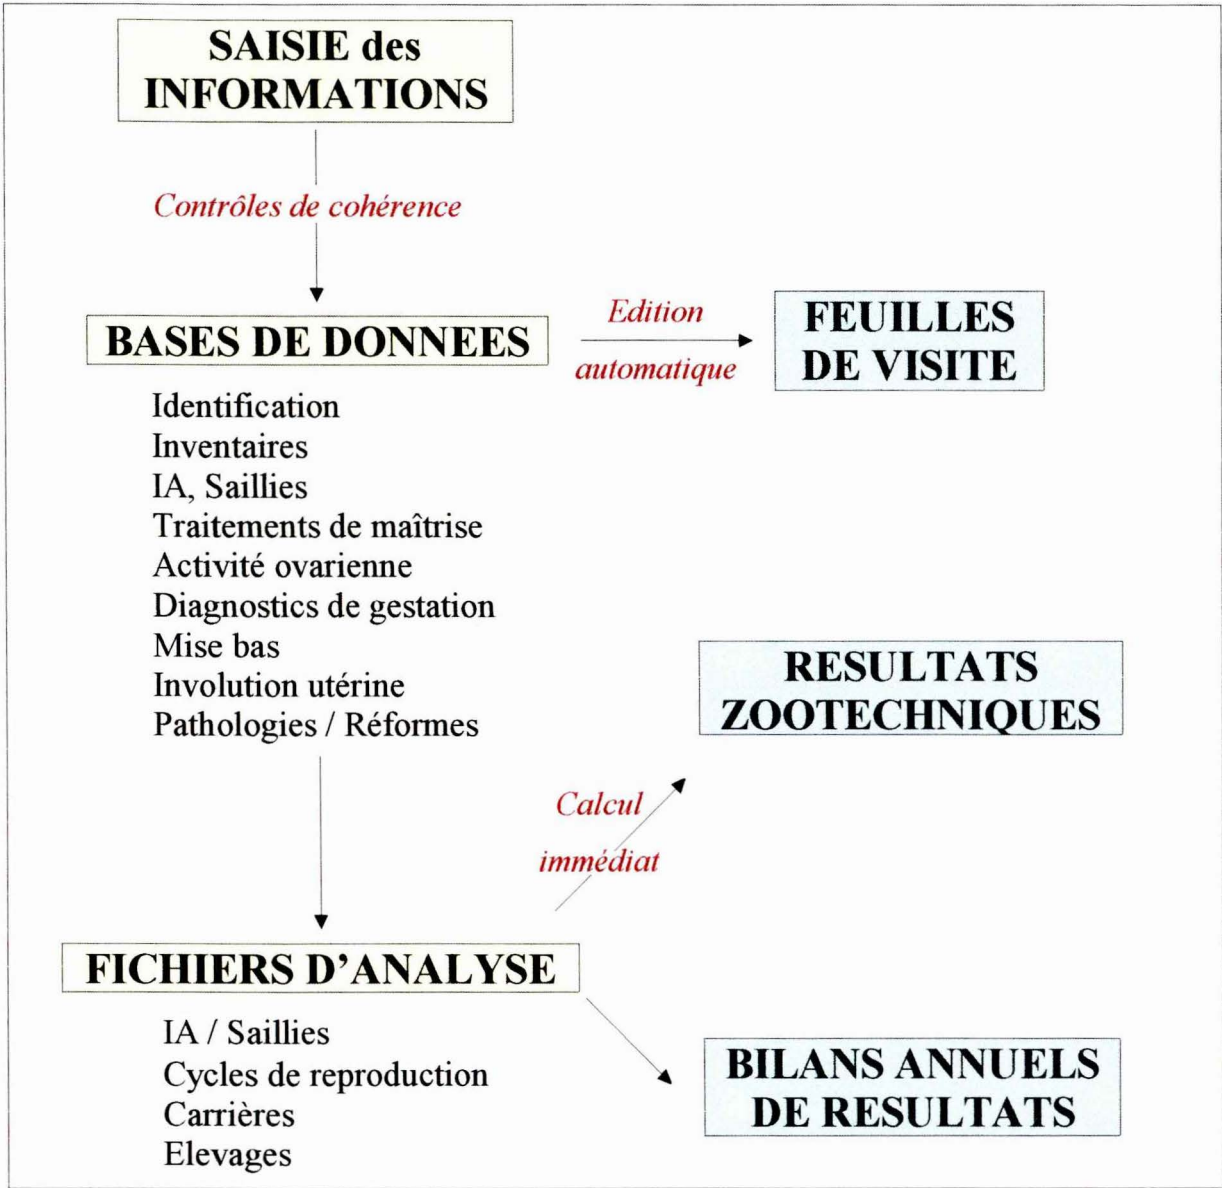 SAISIE des
INFORMATIONS
Contrôles de cohérence
BASES DE DONNEES
Edition
automatique
FEUILLES
DE VISITE
Identification
Inventaires
IA, Saillies
Traitements de maîtrise
Activité ovarienne
Diagnostics de gestation
Mise bas
Involution utérine
Pathologies / Réformes
RESULTATS
ZOOTECHNIQUES
Calcul
immédiat
FICHIERS D'ANALYSE
IA / Saillies
Cycles de reproduction
Carrières
Elevages
BILANS ANNUELS
DE RESULTATS